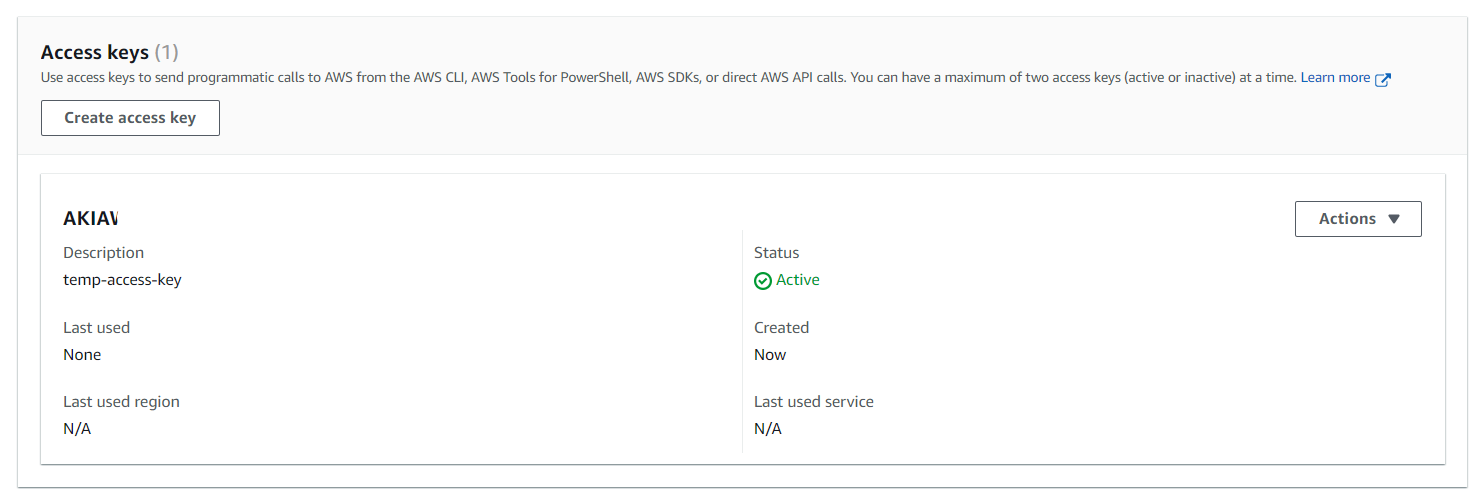 Access keys (1)
Use access keys to send programmatic calls to AWS from the AWS CLI, AWS Tools for PowerShell, AWS SDKs, or direct AWS API calls. You can have a maximum of two access keys (active or inactive) at a time. Learn more
Create access key
Actions
Description
temp-access-key
Status
Active
Last used
None
Created
Now
Last used region
N/A
Last used service
N/A